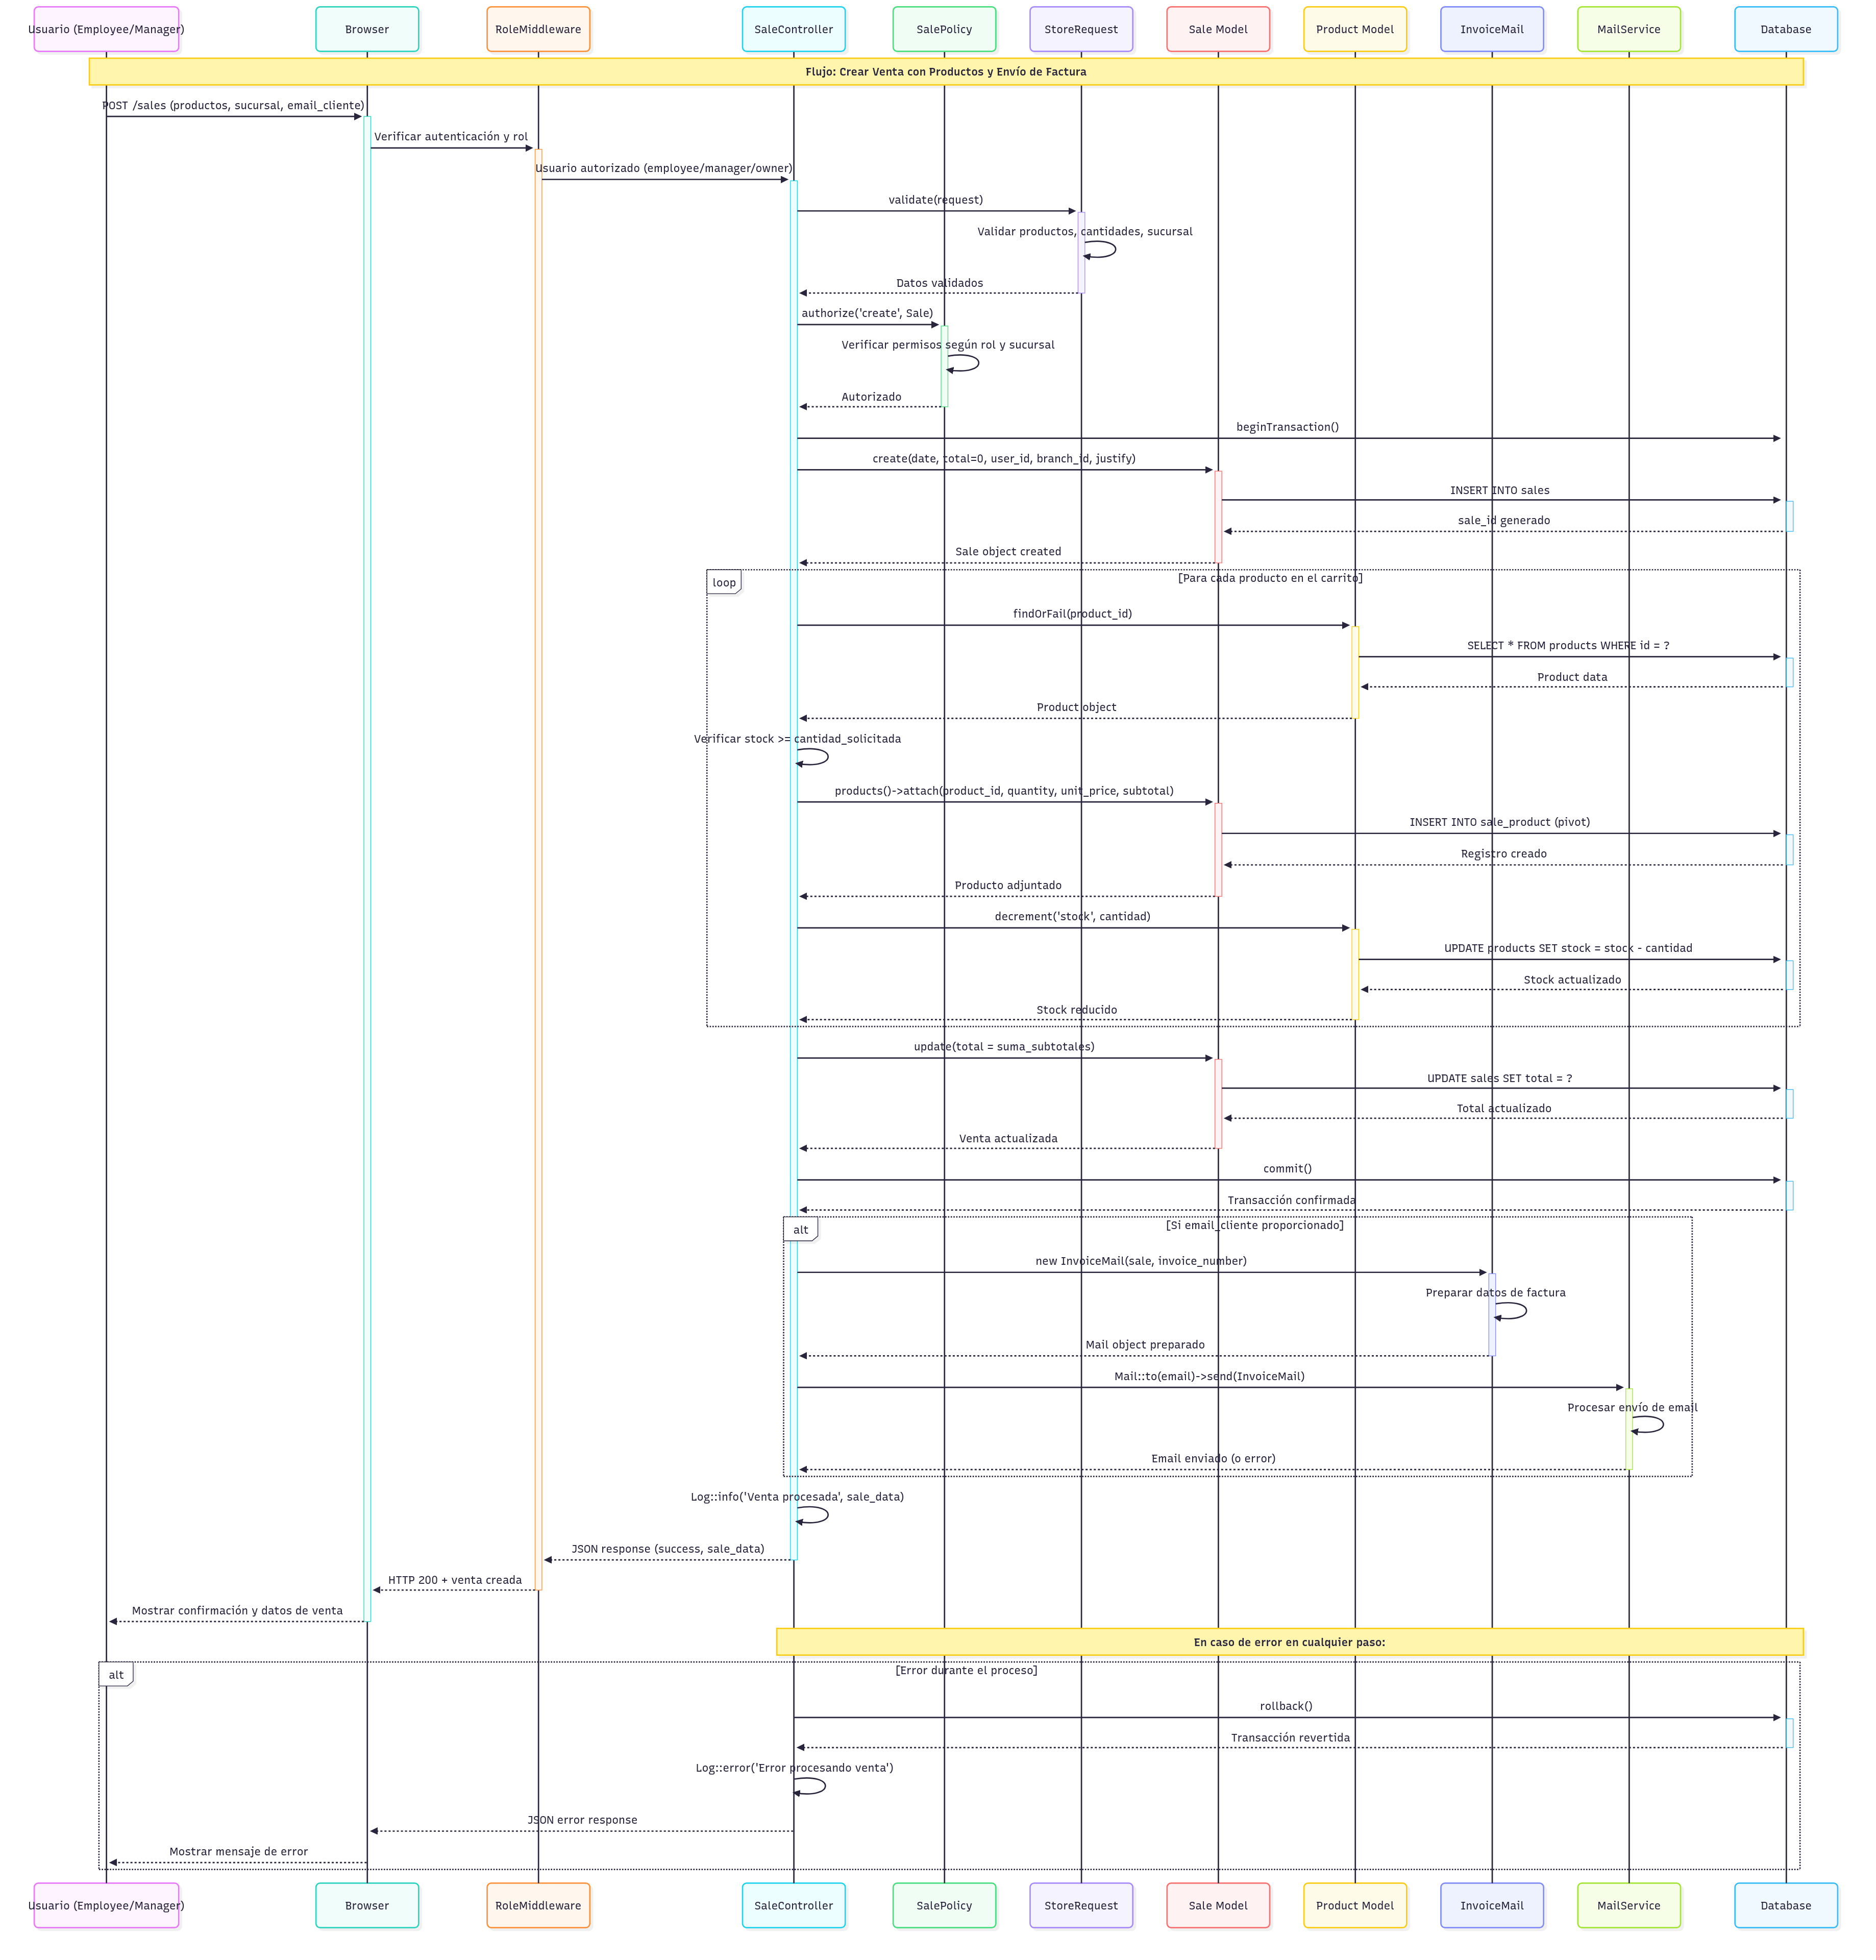 Usuario (Employee/Manager)
Browser
RoleMiddleware
SaleController
SalePolicy
StoreRequest
Sale Model
Product Model
InvoiceMail
MailService
Database
Flujo: Crear Venta con Productos y Envío de Factura
POST /sales (productos, sucursal, email_cliente)
Verificar autenticación y rol
Usuario autorizado (employee/manager/owner)
validate(request)
Validar productos, cantidades, sucursal
Datos validados
authorize('create', Sale)
Verificar permisos según rol y sucursal
Autorizado
beginTransaction()
create(date, total=0, user_id, branch_id, justify)
INSERT INTO sales
sale_id generado
Sale object created
loop
[Para cada producto en el carrito]
findOrFail(product_id)
SELECT * FROM products WHERE id = ?
Product data
Product object
Verificar stock >= cantidad_solicitada
products()->attach(product_id, quantity, unit_price, subtotal)
INSERT INTO sale_product (pivot)
Registro creado
Producto adjuntado
decrement('stock', cantidad)
UPDATE products SET stock = stock - cantidad
Stock actualizado
Stock reducido
update(total = suma_subtotales)
UPDATE sales SET total = ?
Total actualizado
Venta actualizada
commit()
Transacción confirmada
alt
[Si email_cliente proporcionado]
new InvoiceMail(sale, invoice_number)
Preparar datos de factura
Mail object preparado
Mail::to(email)->send(InvoiceMail)
Procesar envío de email
Email enviado (o error)
Log::info('Venta procesada', sale_data)
JSON response (success, sale_data)
HTTP 200 + venta creada
Mostrar confirmación y datos de venta
En caso de error en cualquier paso:
alt
[Error durante el proceso]
rollback()
Transacción revertida
Log::error('Error procesando venta')
JSON error response
Mostrar mensaje de error
Usuario (Employee/Manager)
Browser
RoleMiddleware
SaleController
SalePolicy
StoreRequest
Sale Model
Product Model
InvoiceMail
MailService
Database